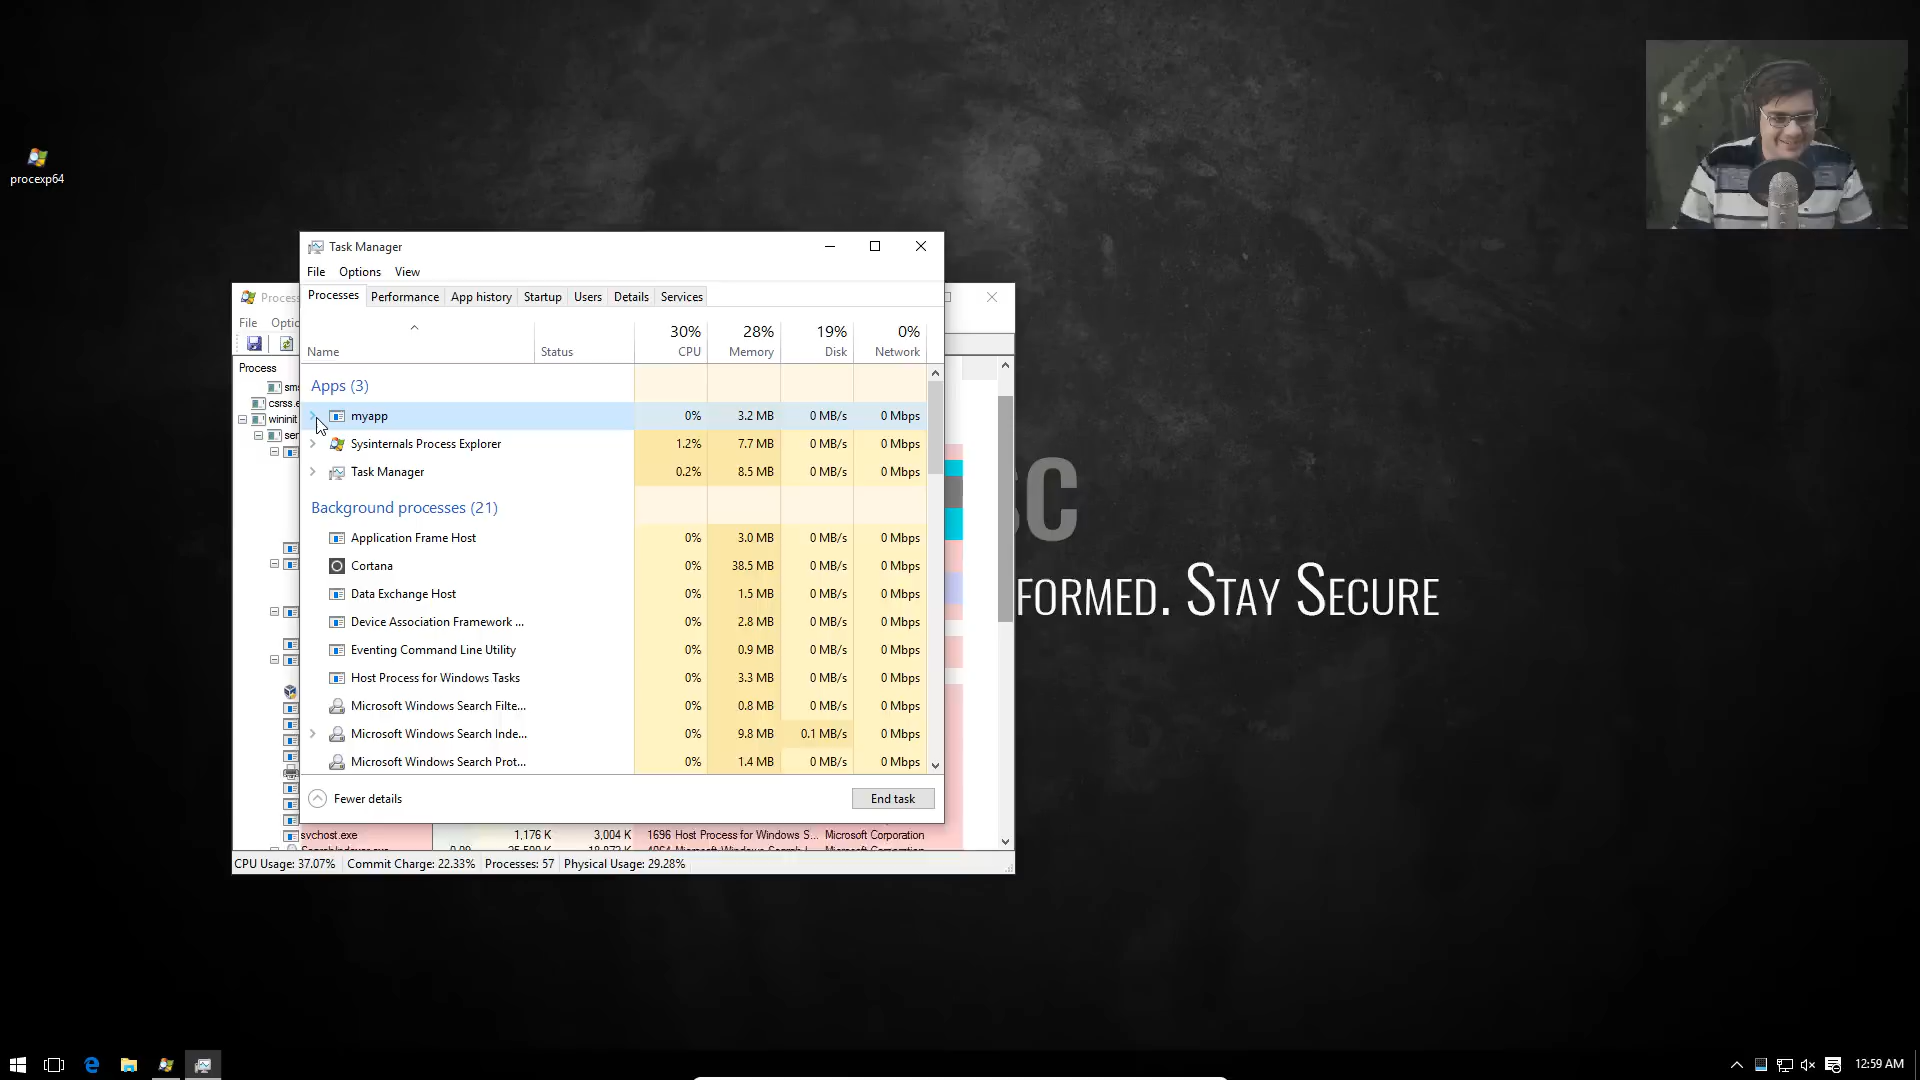 procexp64
Task Manager
File Options View
Processes Performance App history Startup Users Details Services
30% 28% 19% 0%
Name Status CPU Memory Disk Network
Apps (3)
myapp 0% 3.2 MB 0 MB/s 0 Mbps
Sysinternals Process Explorer 1.2% 7.7 MB 0 MB/s 0 Mbps
Task Manager 0.2% 8.5 MB 0 MB/s 0 Mbps
Background processes (21)
Application Frame Host 0% 3.0 MB 0 MB/s 0 Mbps
Cortana 0% 38.5 MB 0 MB/s 0 Mbps
Data Exchange Host 0% 1.5 MB 0 MB/s 0 Mbps
Device Association Framework ... 0% 2.8 MB 0 MB/s 0 Mbps
Eventing Command Line Utility 0% 0.9 MB 0 MB/s 0 Mbps
Host Process for Windows Tasks 0% 3.3 MB 0 MB/s 0 Mbps
Microsoft Windows Search Filte... 0% 0.8 MB 0 MB/s 0 Mbps
Microsoft Windows Search Inde... 0% 9.8 MB 0.1 MB/s 0 Mbps
Microsoft Windows Search Prot... 0% 1.4 MB 0 MB/s 0 Mbps
Fewer details End task
Process
File Optio
Process
sms
csrss.e
wininit
ser
svchost.exe 1,176 K 3,004 K 1696 Host Process for Windows S... Microsoft Corporation
CPU Usage: 37.07% Commit Charge: 22.33% Processes: 57 Physical Usage: 29.28%
SC
FORMED. STAY SECURE
12:59 AM